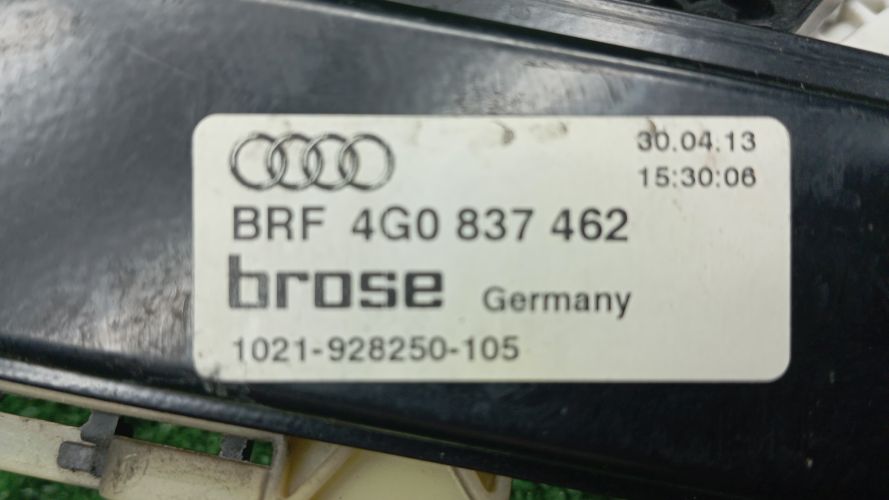 30.04.13
15:30:06
BRF 4G0 837 462
brose Germany
1021-928250-105